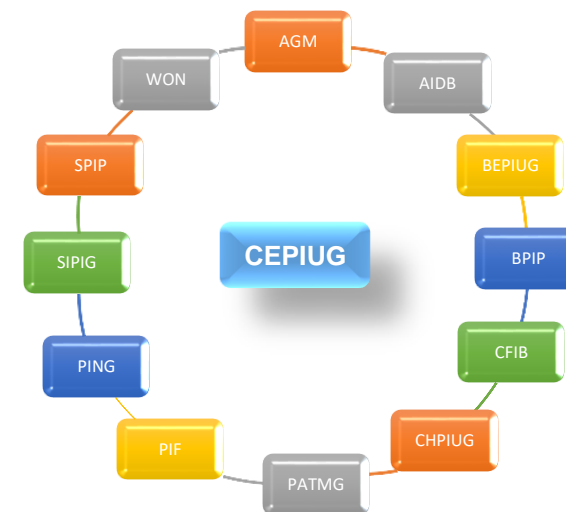 AGM
WON
AIDB
SPIP
BEPIUG
SIPIG
CEPIUG
BPIP
PING
CFIB
PIF
CHPIUG
PATMG